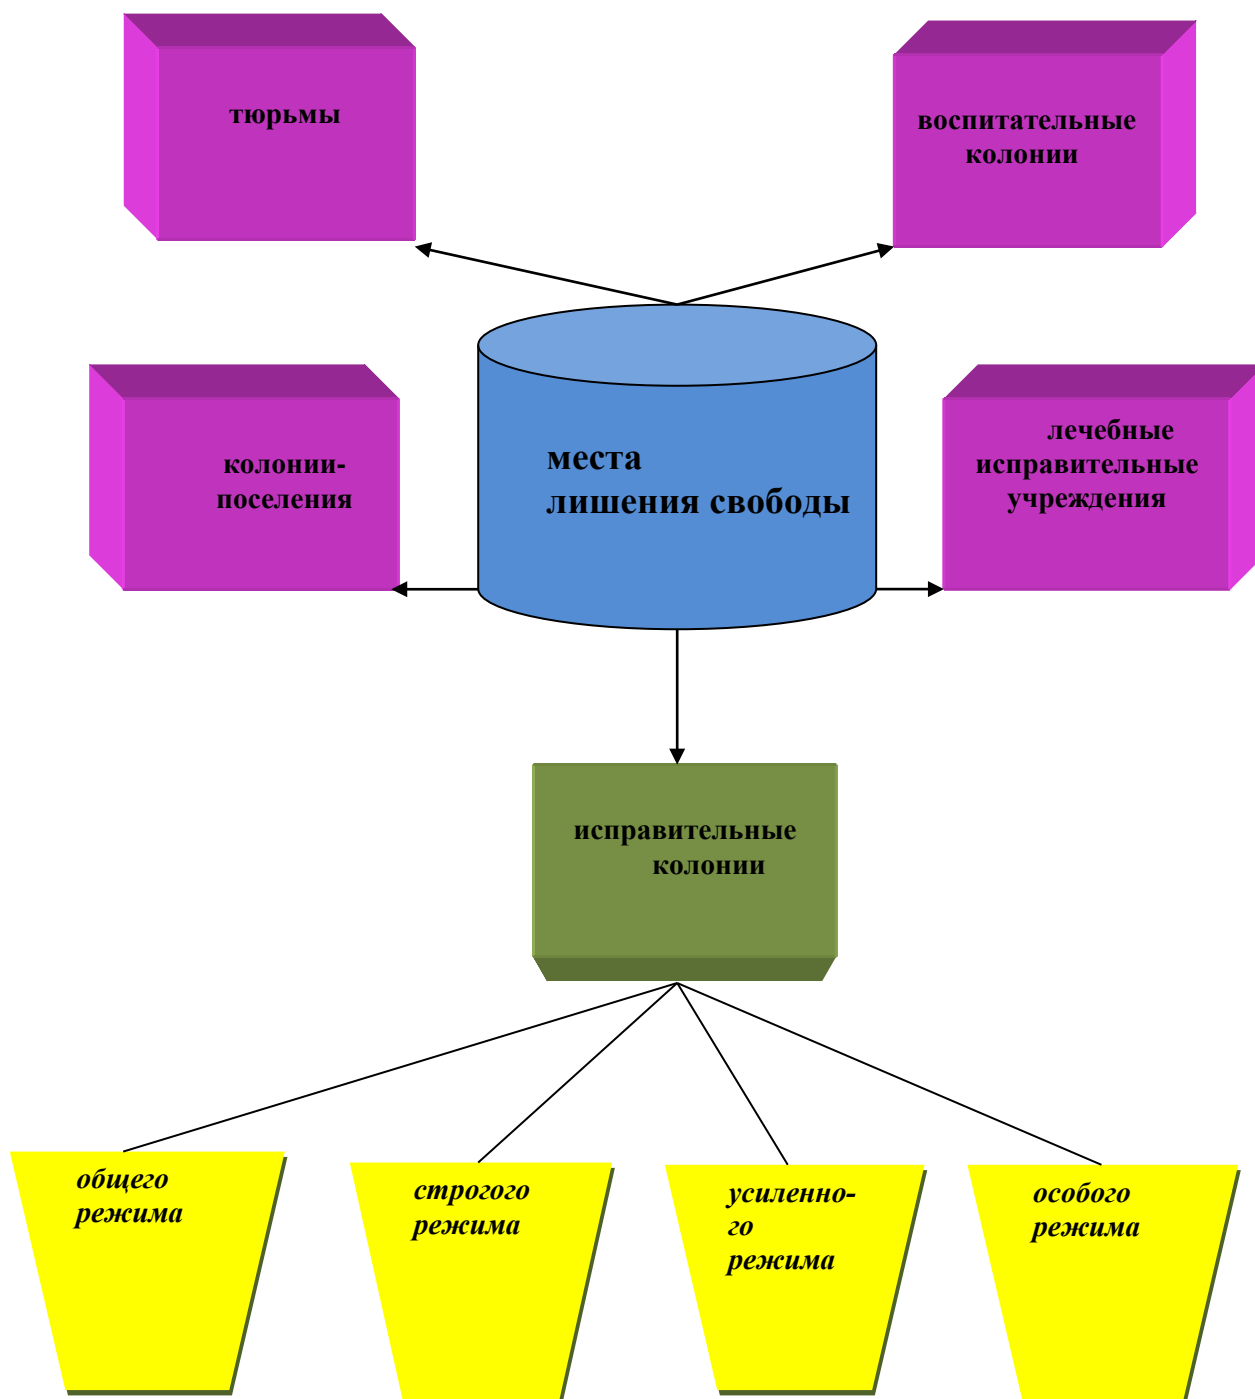 тюрьмы
воспитательные
колонии
колонии-
поселения
места
лишения свободы
лечебные
исправительные
учреждения
исправительные
колонии
общего
режима
строгого
режима
усиленно-
го
режима
особого
режима